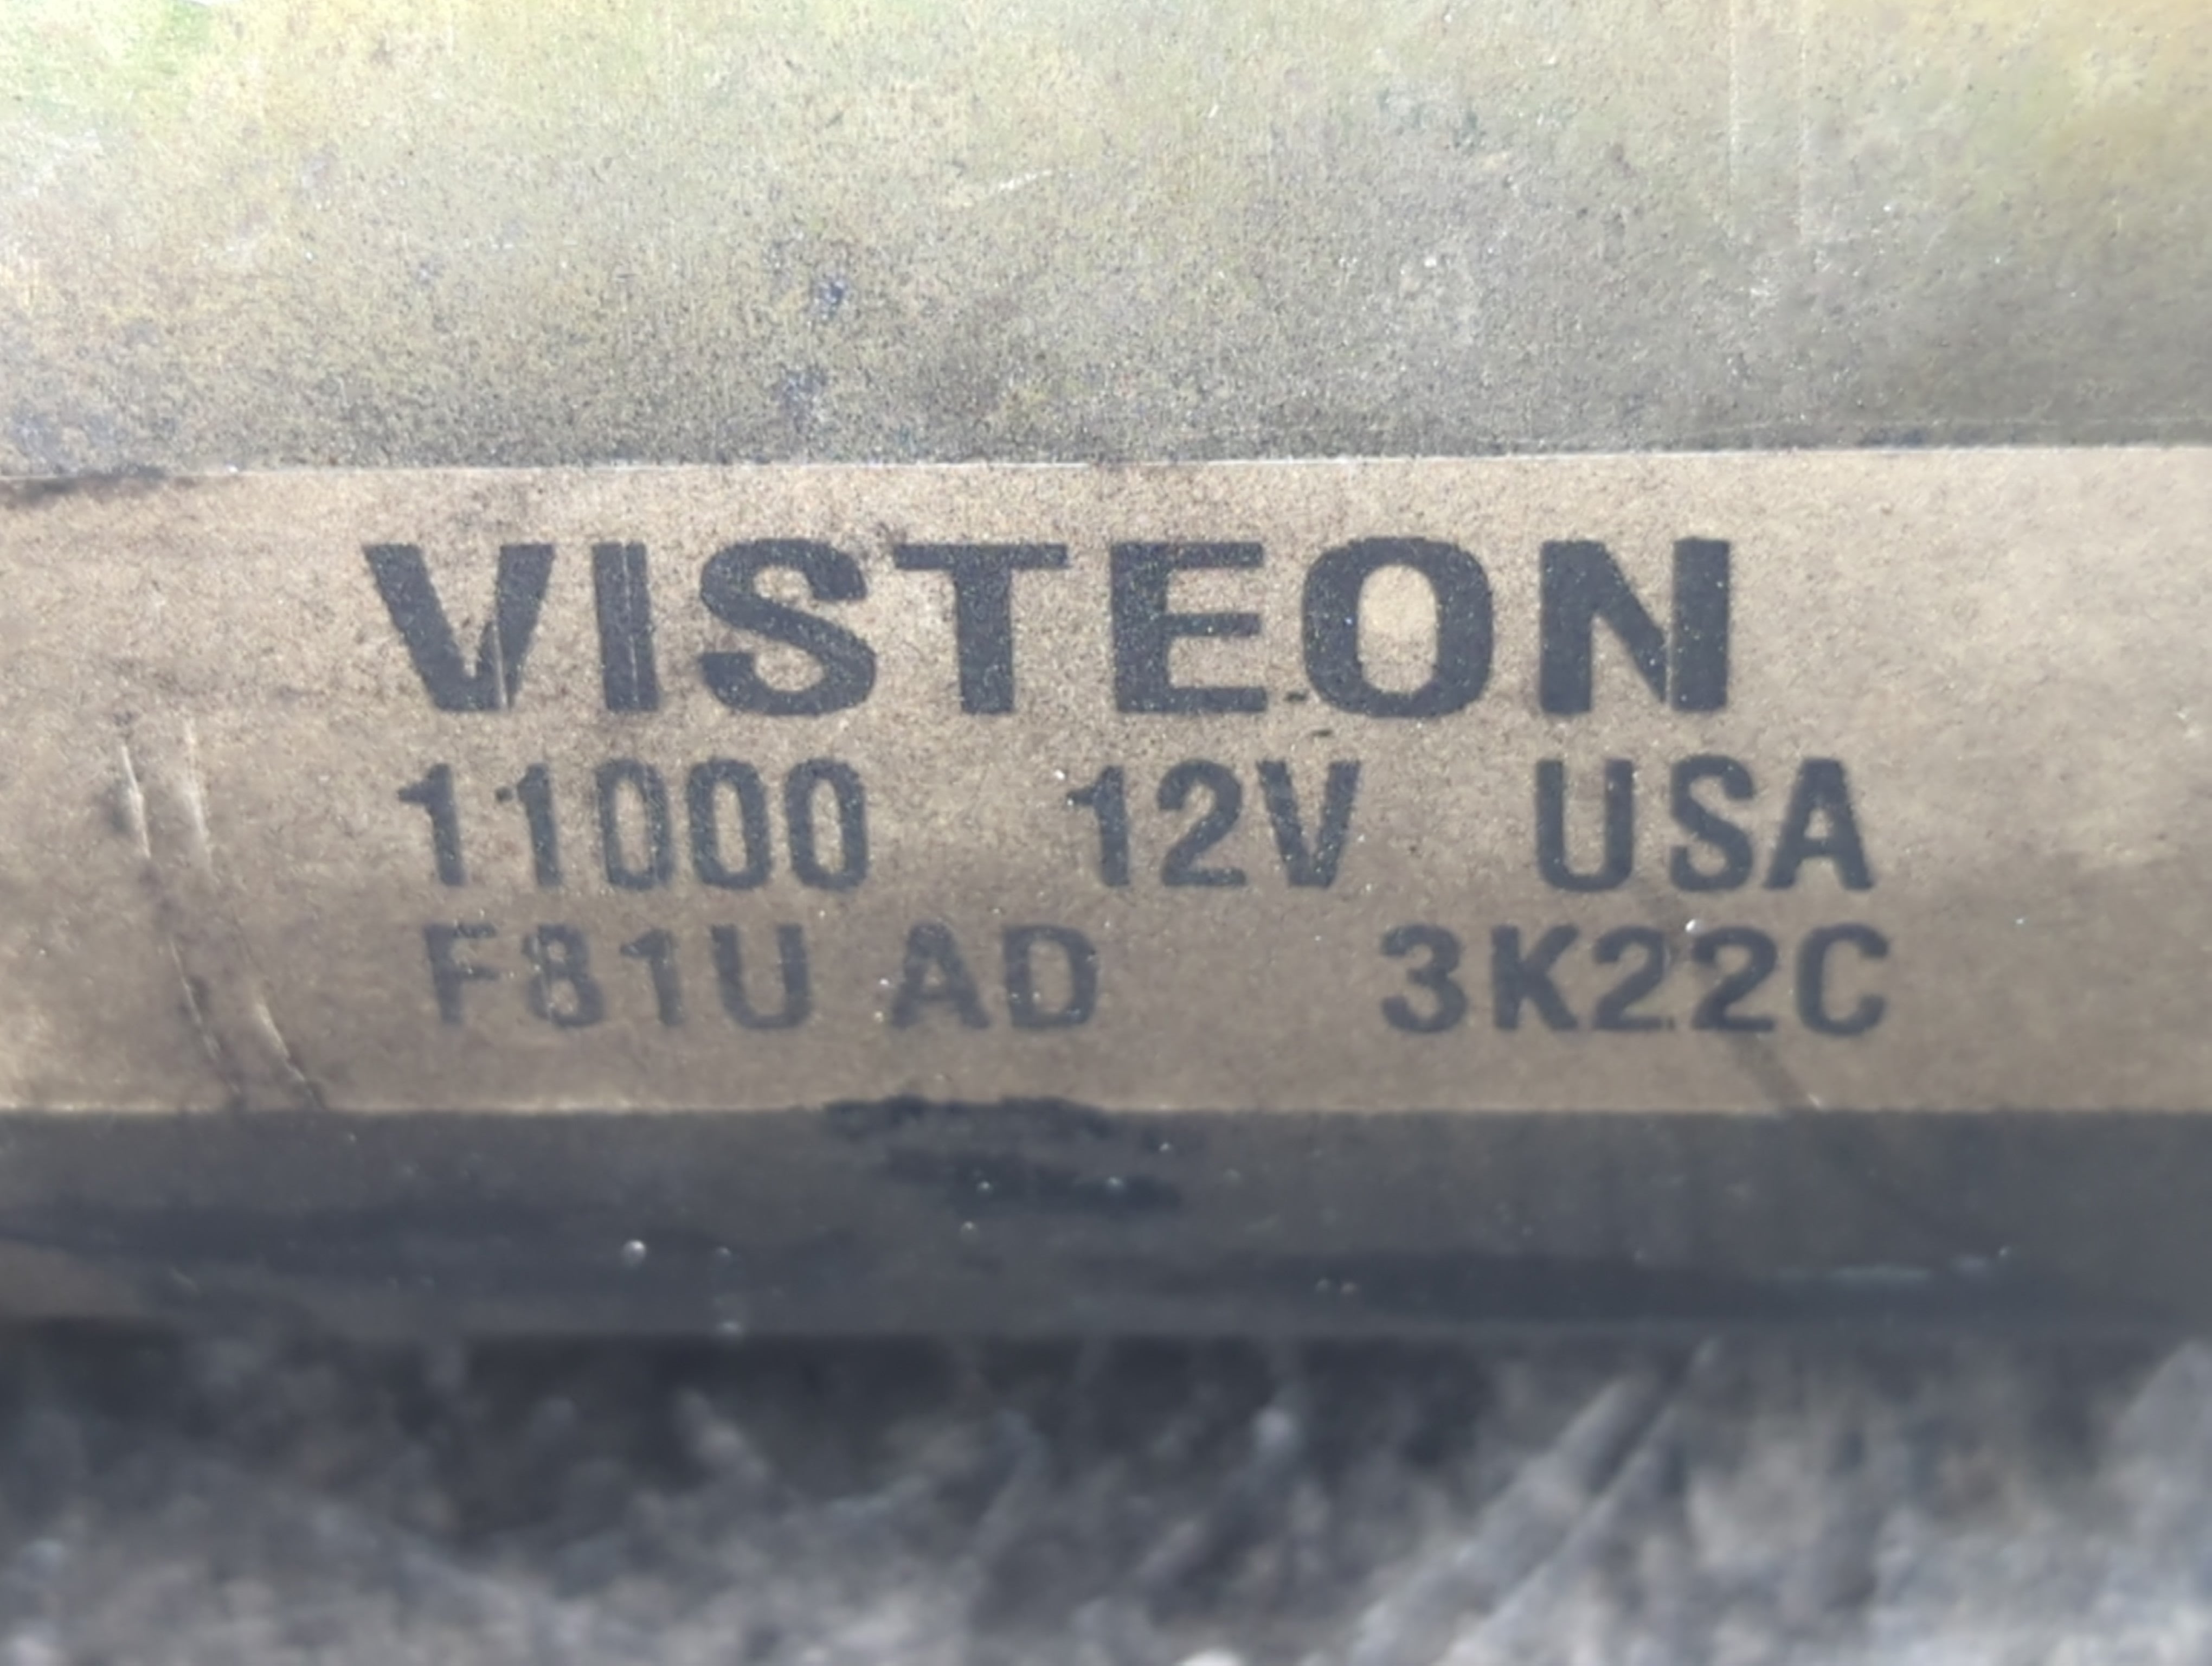 VISTEON
11000 12V USA
F81U AD 3K22C